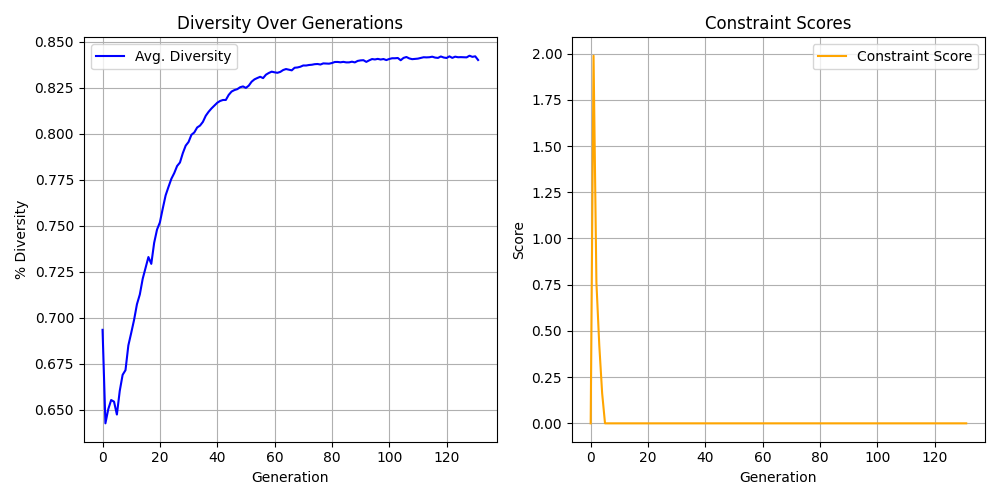 Diversity Over Generations
Avg. Diversity
% Diversity
0.850
0.825
0.800
0.775
0.750
0.725
0.700
0.675
0.650
0 20 40 60 80 100 120
Generation
Constraint Scores
Constraint Score
Score
2.00
1.75
1.50
1.25
1.00
0.75
0.50
0.25
0.00
0 20 40 60 80 100 120
Generation